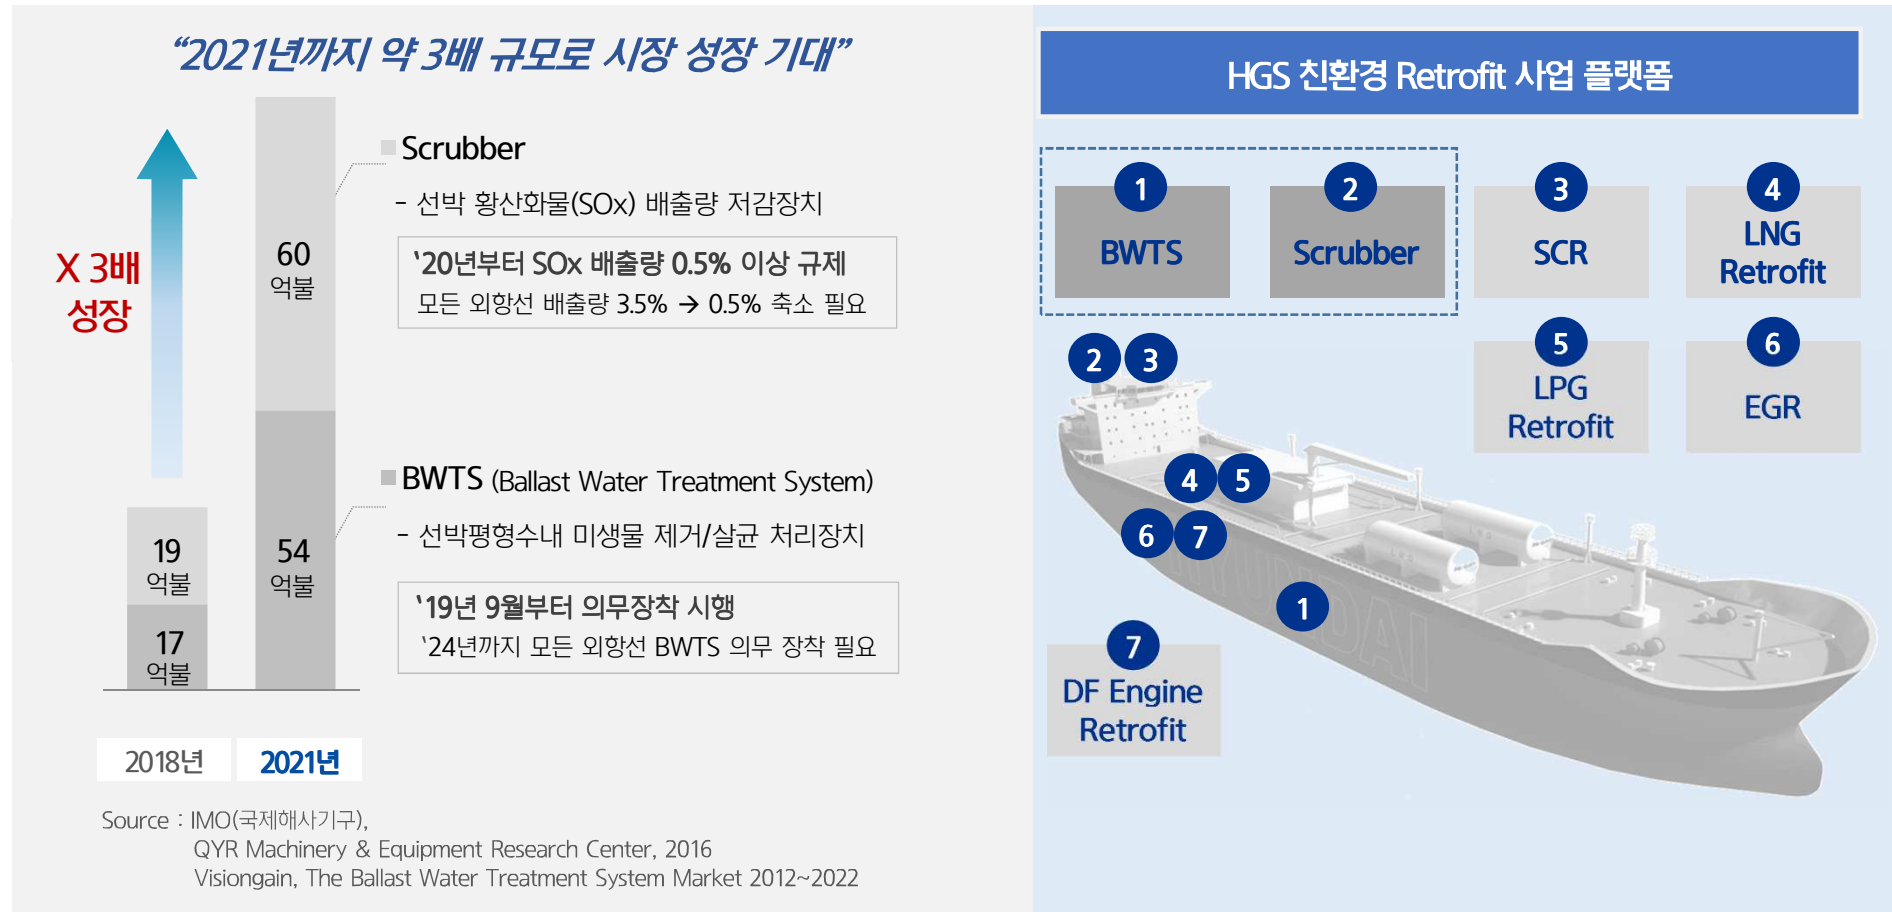 “2021년까지 약 3배 규모로 시장 성장 기대”
X 3배
성장
60
억불
54
억불
19
억불
17
억불
2018년
2021년
Scrubber
- 선박 황산화물(SOx) 배출량 저감장치
‘20년부터 SOx 배출량 0.5% 이상 규제
모든 외항선 배출량 3.5% → 0.5% 축소 필요
BWTS (Ballast Water Treatment System)
- 선박평형수내 미생물 제거/살균 처리장치
‘19년 9월부터 의무장착 시행
‘24년까지 모든 외항선 BWTS 의무 장착 필요
Source : IMO(국제해사기구),
QYR Machinery & Equipment Research Center, 2016
Visiongain, The Ballast Water Treatment System Market 2012~2022
HGS 친환경 Retrofit 사업 플랫폼
1
BWTS
2
Scrubber
3
SCR
4
LNG
Retrofit
5
LPG
Retrofit
6
EGR
2 3
4 5
6 7
1
HYUNDAI
7
DF Engine
Retrofit